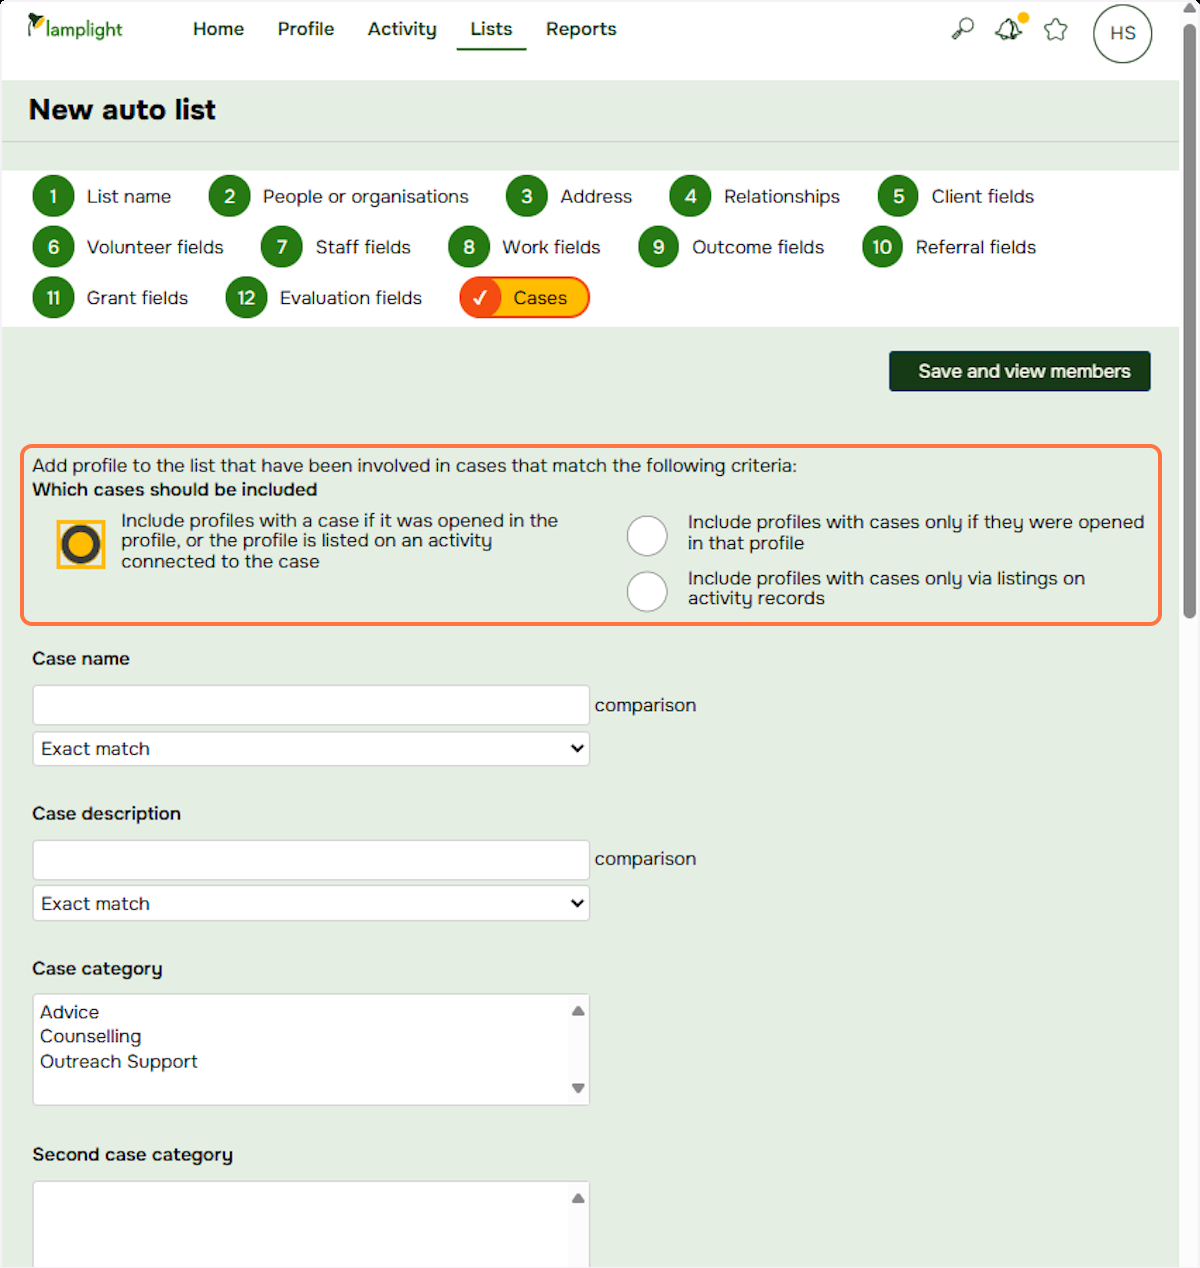 lamplight Home Profile Activity Lists Reports HS
New auto list
1 List name 2 People or organisations 3 Address 4 Relationships 5 Client fields
6 Volunteer fields 7 Staff fields 8 Work fields 9 Outcome fields 10 Referral fields
11 Grant fields 12 Evaluation fields ✓ Cases
Save and view members
Add profile to the list that have been involved in cases that match the following criteria:
Which cases should be included
Include profiles with a case if it was opened in the
profile, or the profile is listed on an activity
connected to the case
Include profiles with cases only if they were opened
in that profile
Include profiles with cases only via listings on
activity records
Case name
comparison
Exact match
Case description
comparison
Exact match
Case category
Advice
Counselling
Outreach Support
Second case category